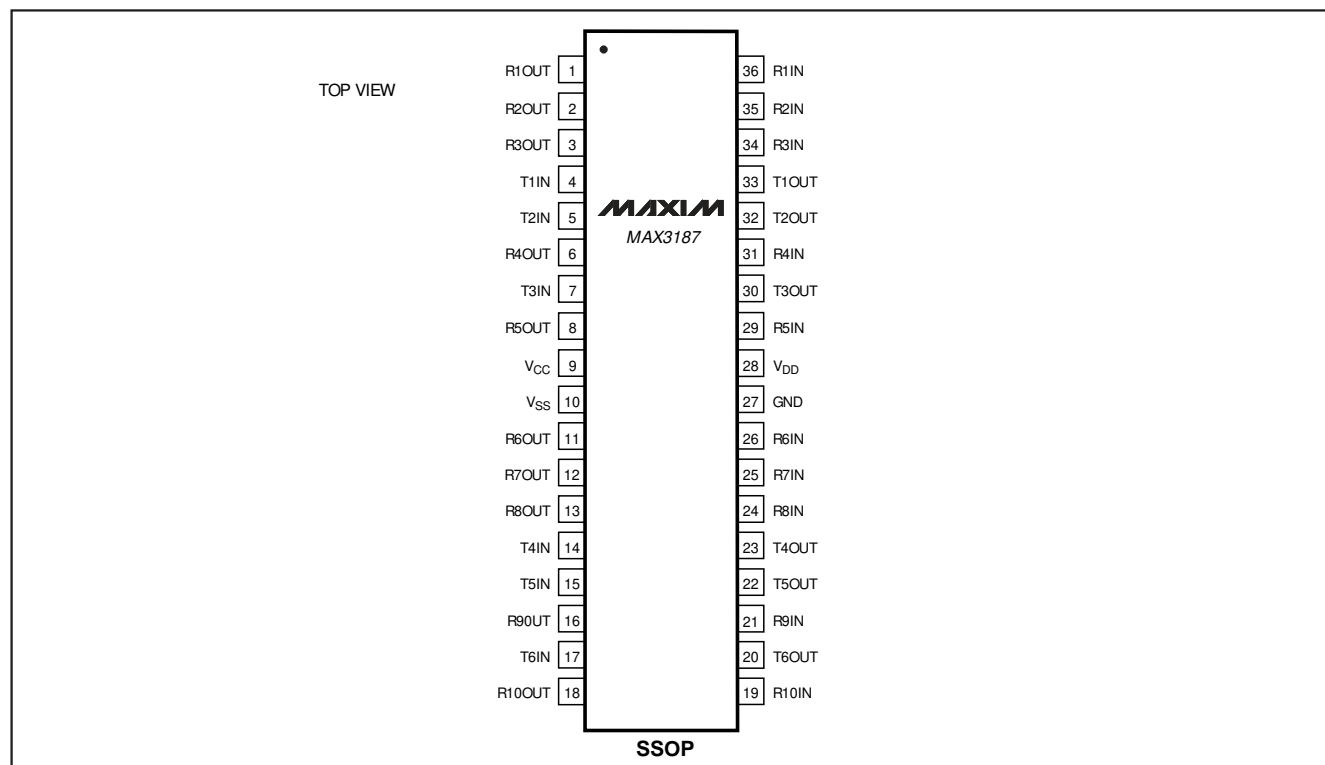 TOP VIEW
R1OUT 1 36 R1IN
R2OUT 2 35 R2IN
R3OUT 3 34 R3IN
T1IN 4 33 T1OUT
MAXIM
T2IN 5 32 T2OUT
MAX3187
R4OUT 6 31 R4IN
T3IN 7 30 T3OUT
R5OUT 8 29 R5IN
VCC 9 28 VDD
VSS 10 27 GND
R6OUT 11 26 R6IN
R7OUT 12 25 R7IN
R8OUT 13 24 R8IN
T4IN 14 23 T4OUT
T5IN 15 22 T5OUT
R90UT 16 21 R9IN
T6IN 17 20 T6OUT
R10OUT 18 19 R10IN
SSOP